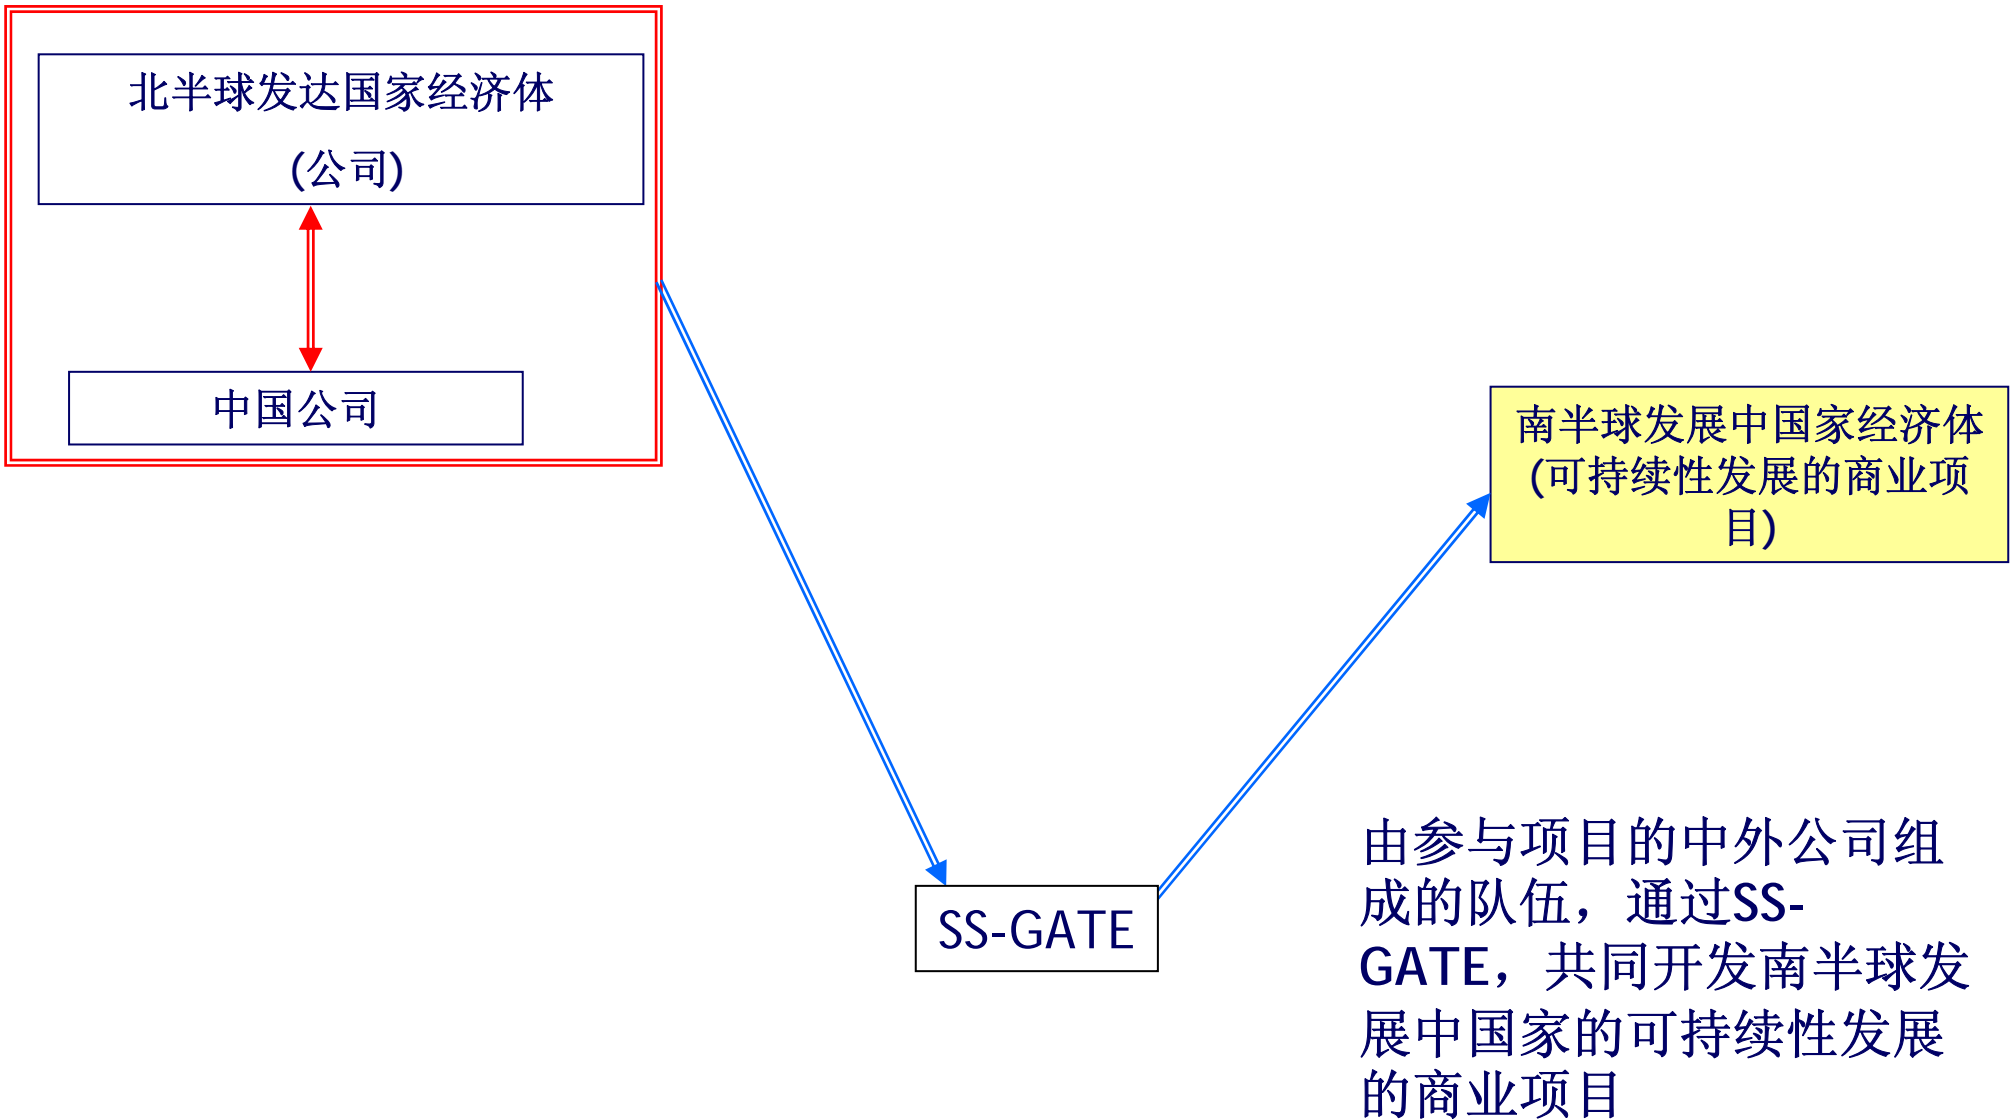 北半球发达国家经济体
(公司)
中国公司
南半球发展中国家经济体
(可持续性发展的商业项
目)
SS-GATE
由参与项目的中外公司组
成的队伍，通过SS-
GATE，共同开发南半球发
展中国家的可持续性发展
的商业项目